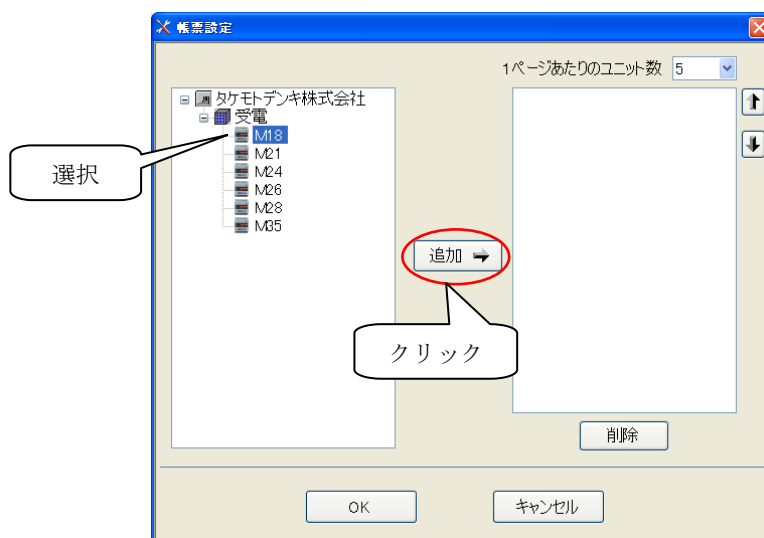 帳票設定
1ページあたりのユニット数 5
タケモトデンキ株式会社
受電
M18
M21
M24
M26
M28
M35
選択
追加
クリック
削除
OK
キャンセル